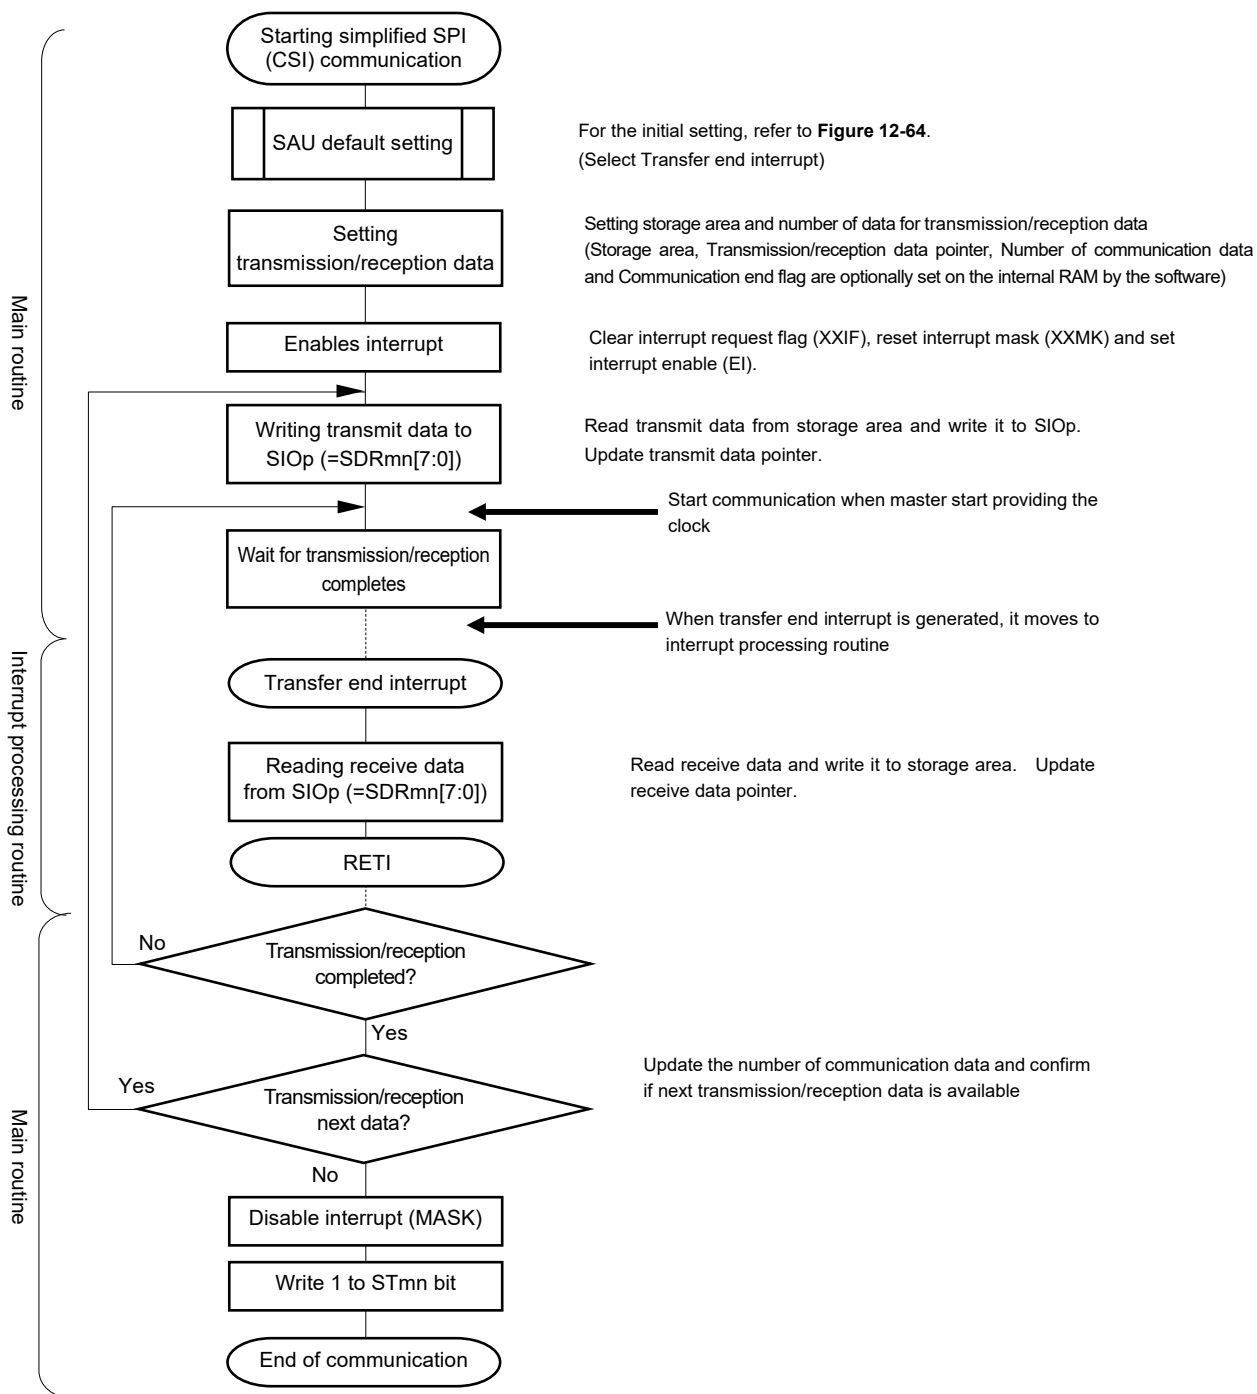 Starting simplified SPI
(CSI) communication
SAU default setting
For the initial setting, refer to Figure 12-64.
(Select Transfer end interrupt)
Setting
transmission/reception data
Setting storage area and number of data for transmission/reception data
(Storage area, Transmission/reception data pointer, Number of communication data
and Communication end flag are optionally set on the internal RAM by the software)
Main routine
Enables interrupt
Clear interrupt request flag (XXIF), reset interrupt mask (XXMK) and set
interrupt enable (EI).
Writing transmit data to
SIOp (=SDRmn[7:0])
Read transmit data from storage area and write it to SIOp.
Update transmit data pointer.
Start communication when master start providing the
clock
Wait for transmission/reception
completes
When transfer end interrupt is generated, it moves to
interrupt processing routine
Interrupt processing routine
Transfer end interrupt
Reading receive data
from SIOp (=SDRmn[7:0])
Read receive data and write it to storage area. Update
receive data pointer.
RETI
No
Transmission/reception
completed?
Yes
Main routine
Yes
Transmission/reception
next data?
Update the number of communication data and confirm
if next transmission/reception data is available
No
Disable interrupt (MASK)
Write 1 to STmn bit
End of communication